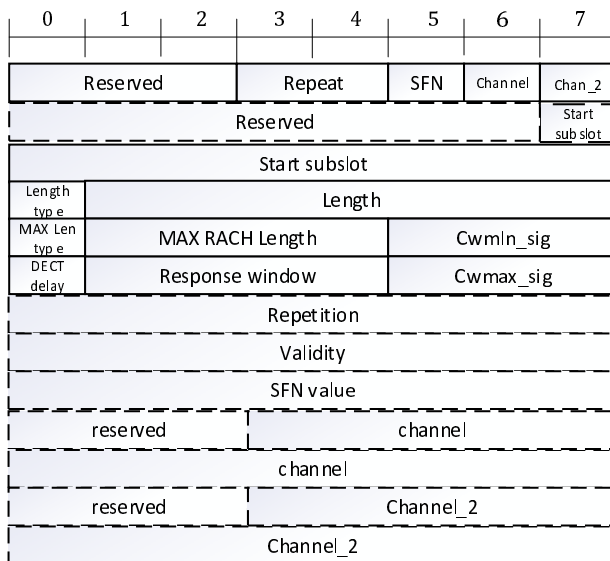 0 1 2 3 4 5 6 7
Reserved Repeat SFN Channel Chan_2
Reserved Start subslot
Start subslot
Length type Length
MAX Len type MAX RACH Length CwmIn_sig
DECT delay Response window Cwmax_sig
Repetition
Validity
SFN value
reserved channel
channel
reserved Channel_2
Channel_2